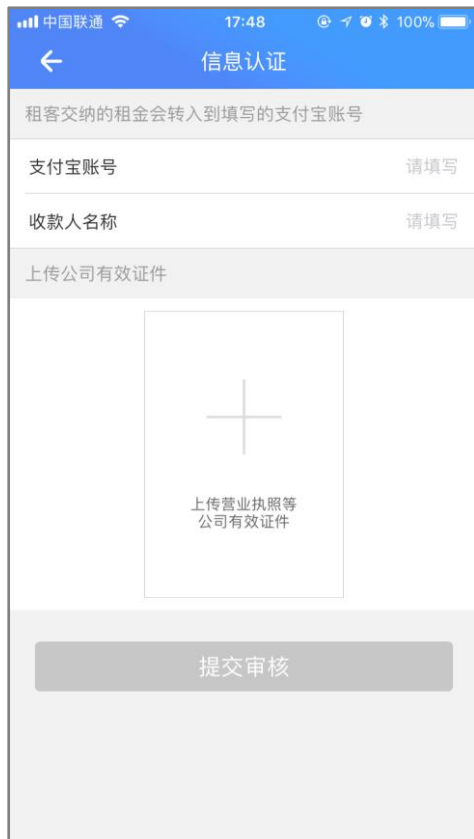 中国联通 17:48 100%
信息认证
租客交纳的租金会转入到填写的支付宝账号
支付宝账号 请填写
收款人名称 请填写
上传公司有效证件
上传营业执照等
公司有效证件
提交审核